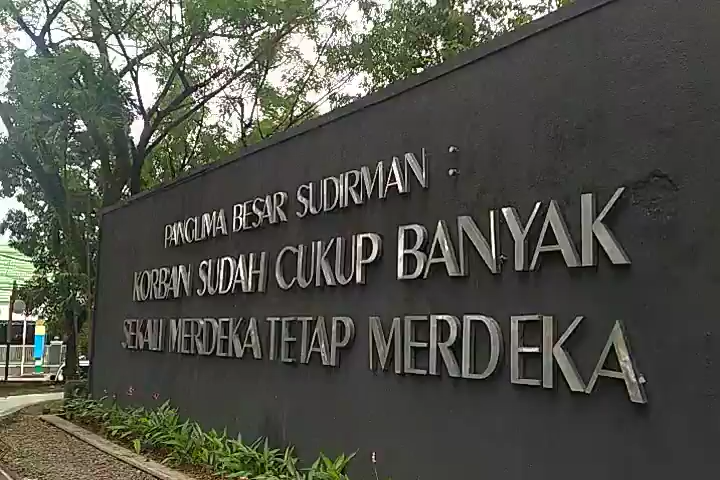 PANGLIMA BESAR SUDIRMAN :
KORBAN SUDAH CUKUP BANYAK
SEKALI MERDEKA TETAP MERDEKA